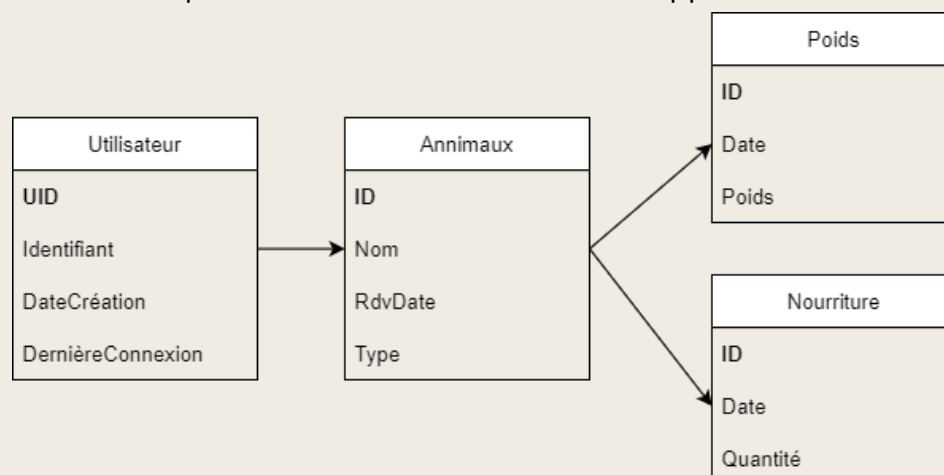 Utilisateur
UID
Identifiant
DateCréation
DernièreConnexion
Annimaux
ID
Nom
RdvDate
Type
Poids
ID
Date
Poids
Nourriture
ID
Date
Quantité